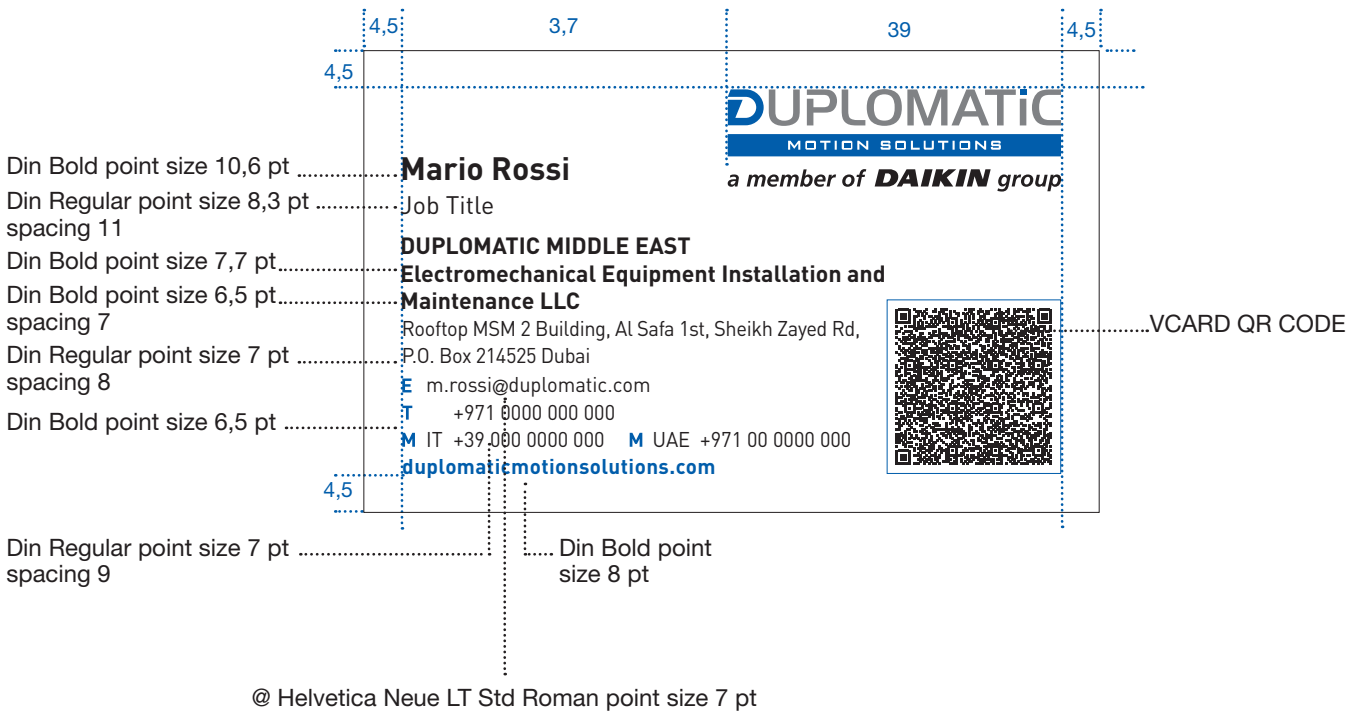 4,5 3,7 39 4,5
4,5
DUPLOMATiC
MOTION SOLUTIONS
a member of DAIKIN group
Din Bold point size 10,6 pt
Mario Rossi
Din Regular point size 8,3 pt
spacing 11
Job Title
DUPLOMATIC MIDDLE EAST
Din Bold point size 7,7 pt
Electromechanical Equipment Installation and
Din Bold point size 6,5 pt
spacing 7
Maintenance LLC
Rooftop MSM 2 Building, Al Safa 1st, Sheikh Zayed Rd,
VCARD QR CODE
Din Regular point size 7 pt
spacing 8
P.O. Box 214525 Dubai
E m.rossi@duplomatic.com
Din Bold point size 6,5 pt
T +971 0000 000 000
M IT +39 000 0000 000 M UAE +971 00 0000 000
duplomaticmotionsolutions.com
4,5
Din Regular point size 7 pt
spacing 9
Din Bold point
size 8 pt
@ Helvetica Neue LT Std Roman point size 7 pt